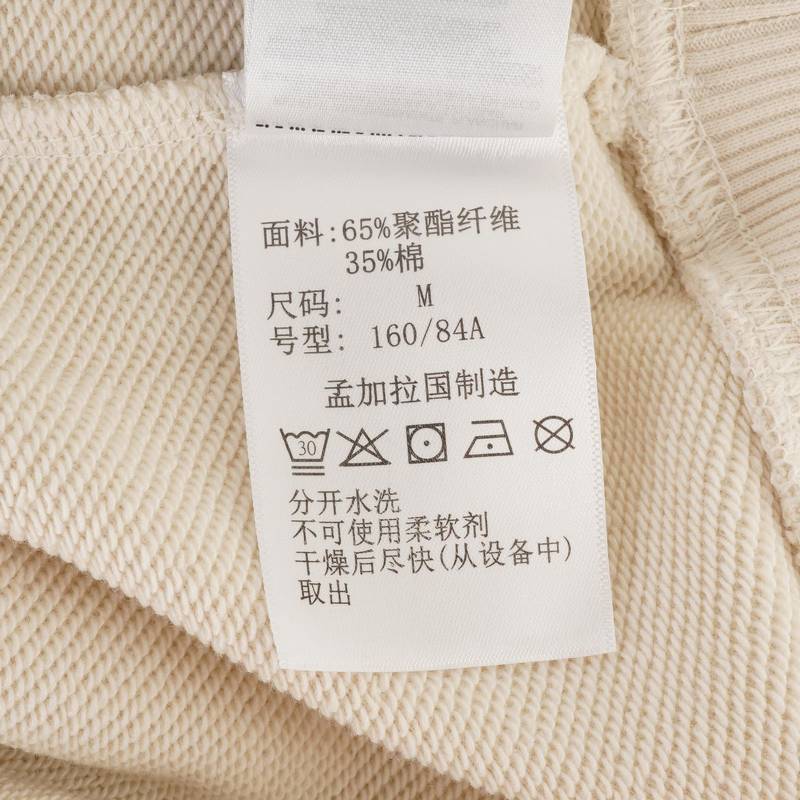 面料:65%聚酯纤维
35%棉
尺码: M
号型: 160/84A
孟加拉国制造
30
分开水洗
不可使用柔软剂
干燥后尽快(从设备中)
取出